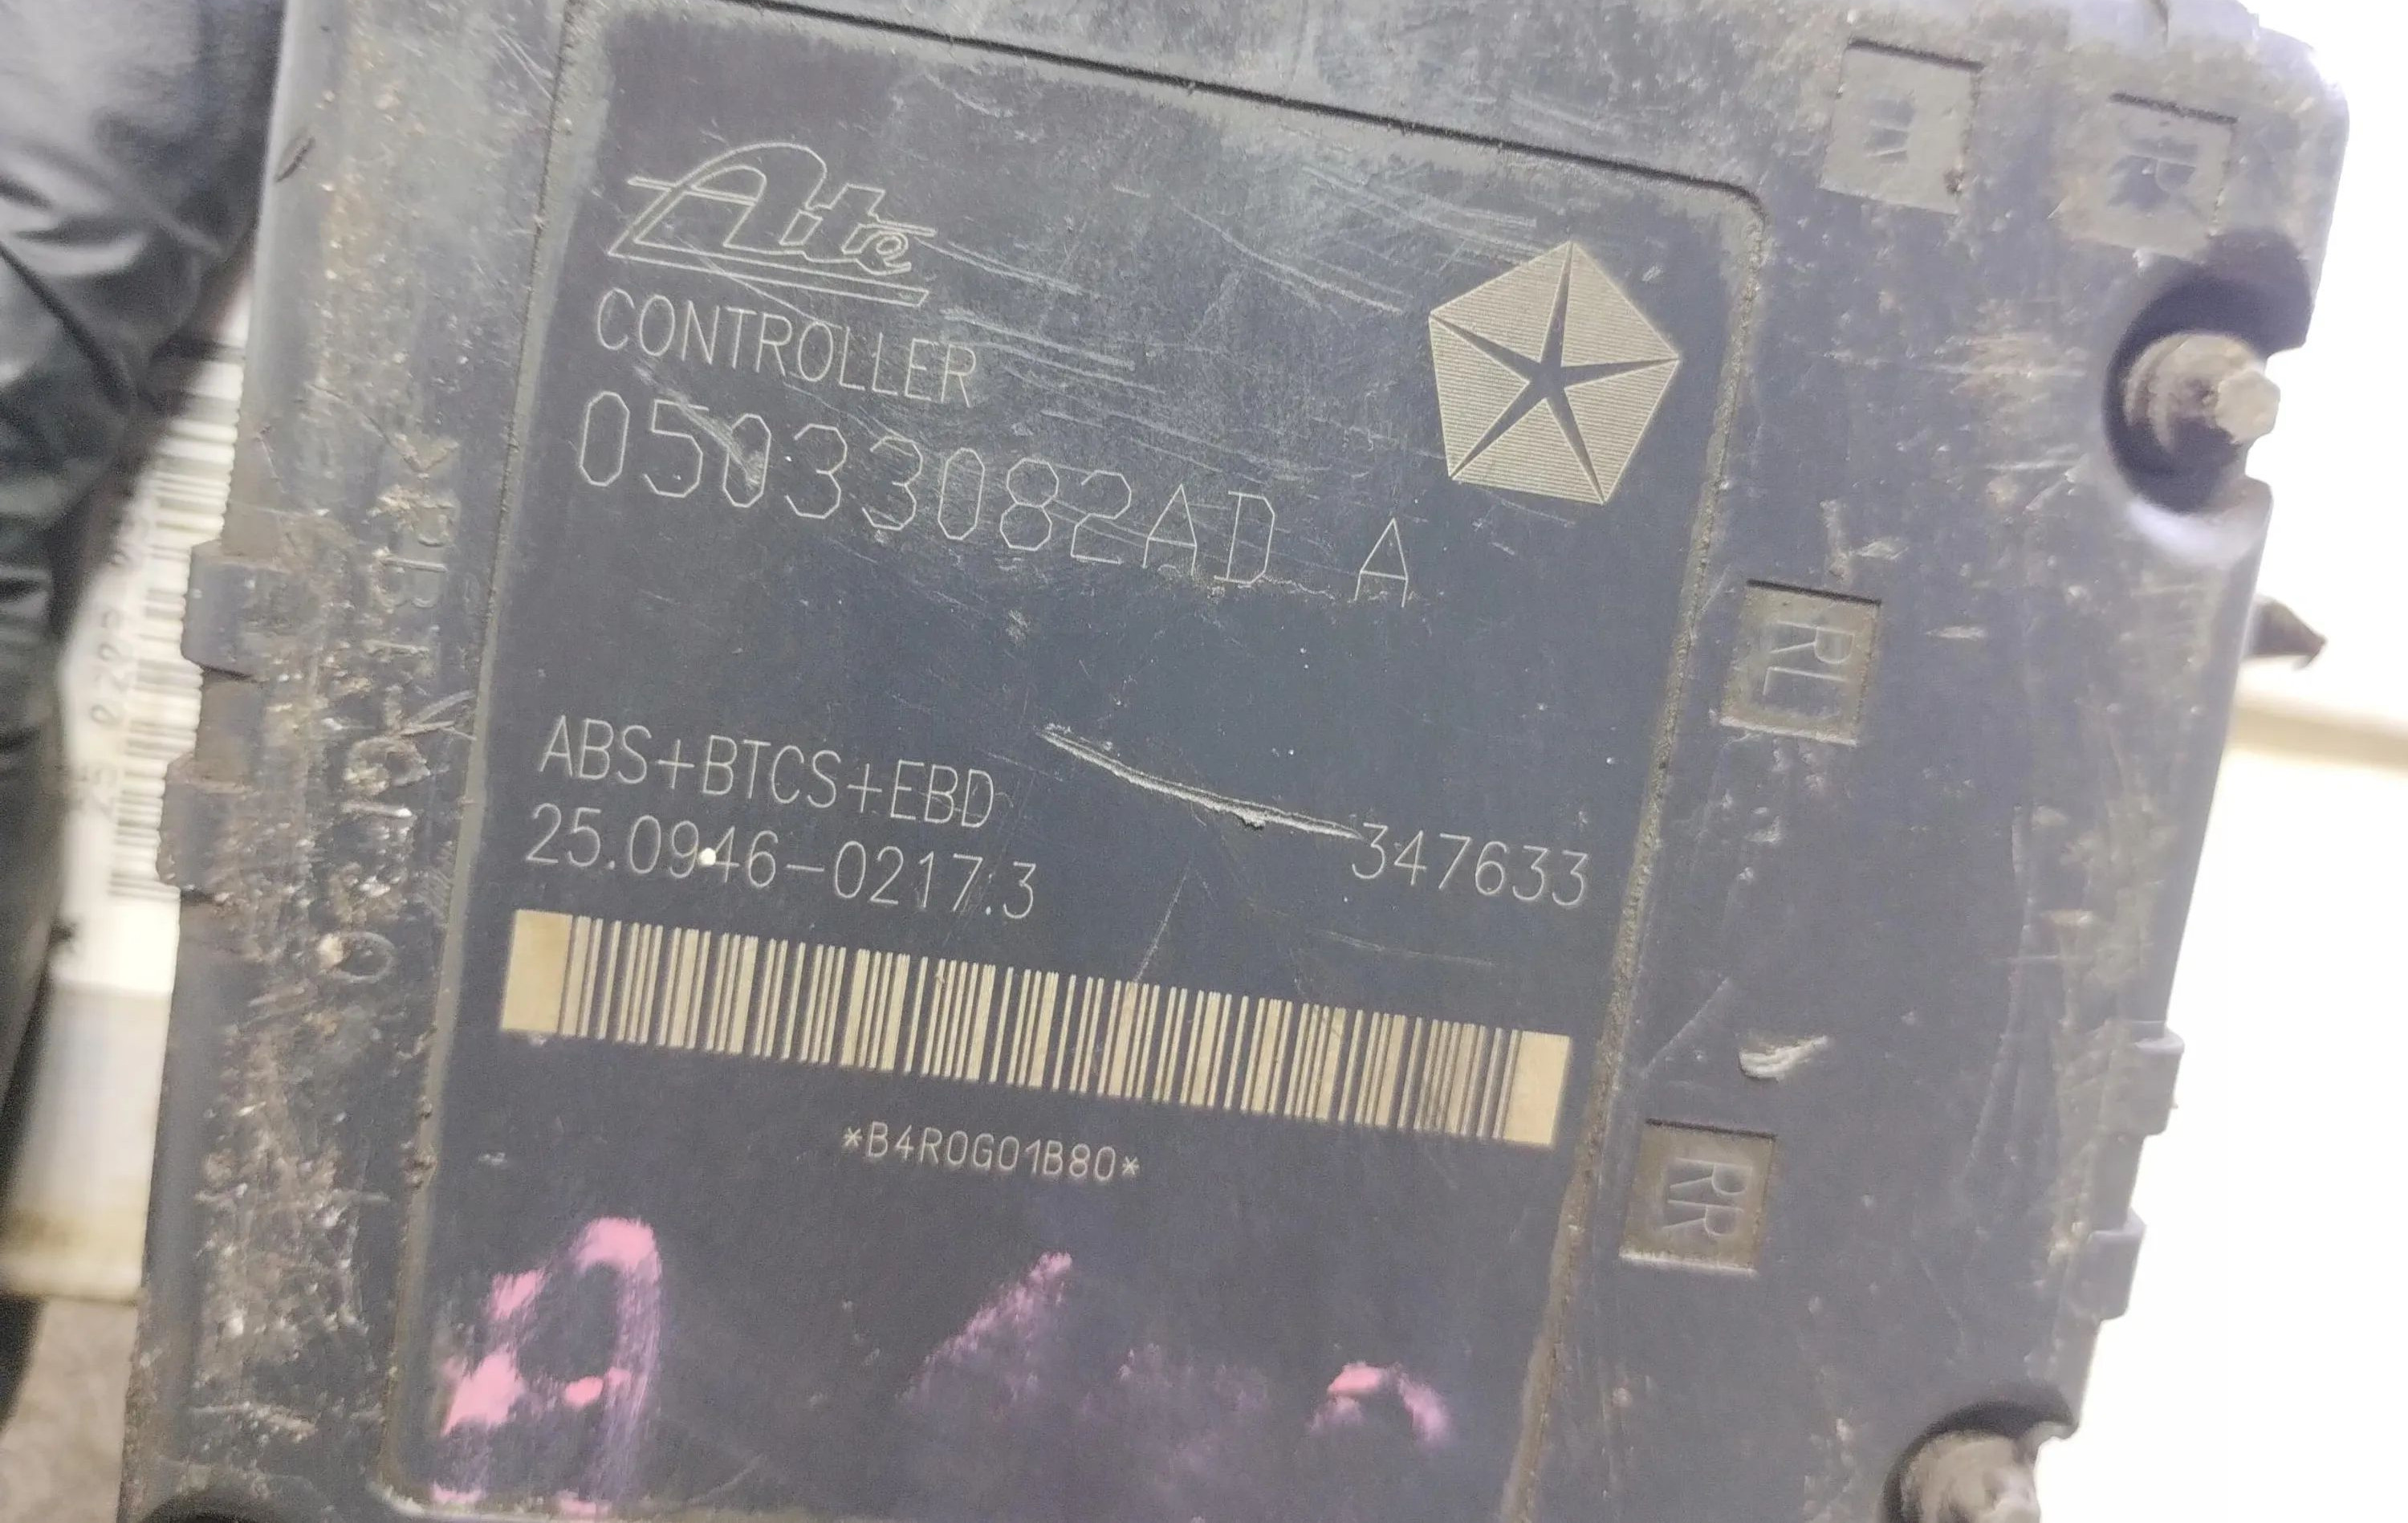 Ate
CONTROLLER
05033082AD A
ABS+BTCS+EBD
25.0946-0217.3
347633
*B4R0G01B80*
RL
RR